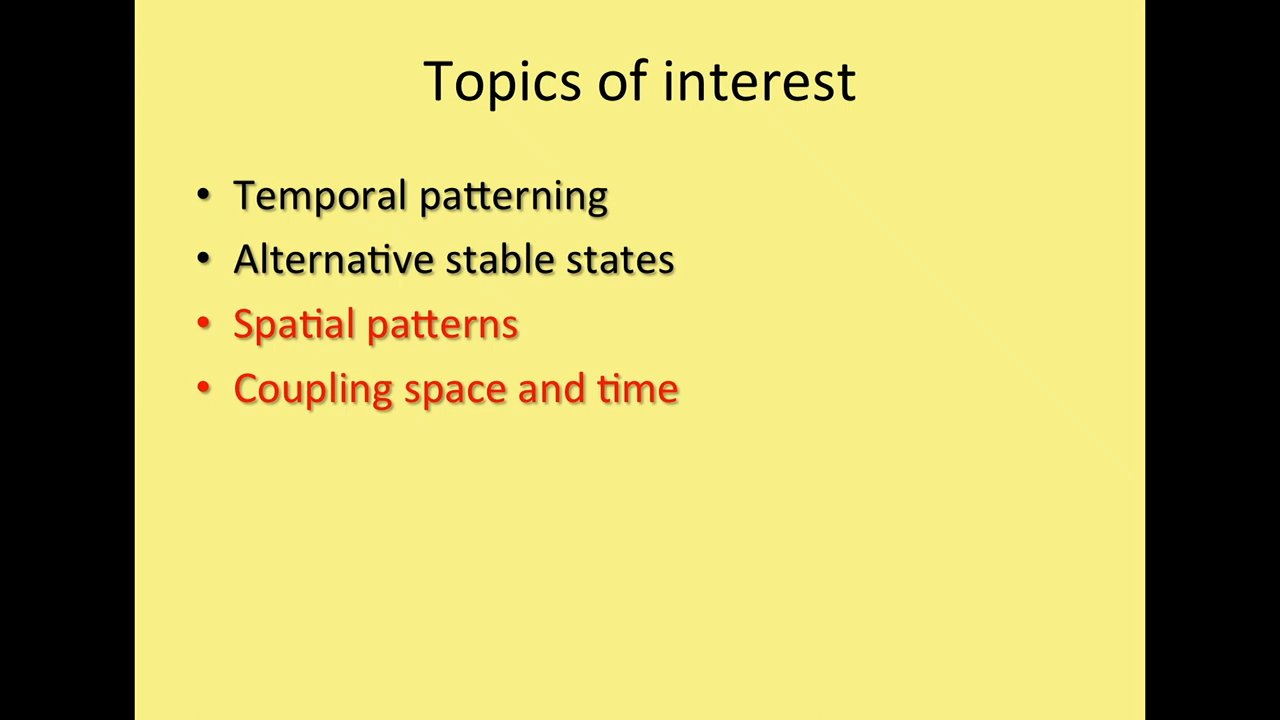 Topics of interest
• Temporal patterning
• Alternative stable states
• Spatial patterns
• Coupling space and time